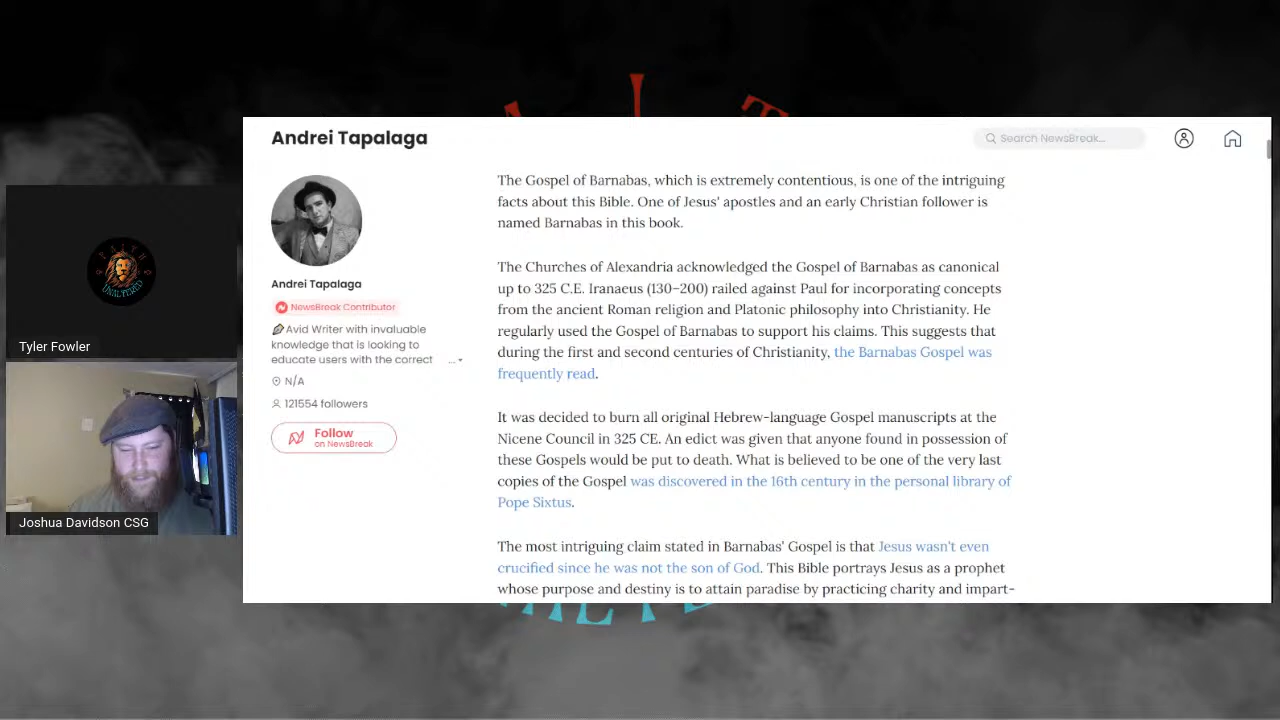 Andrei Tapalaga
Search NewsBreak...
Andrei Tapalaga
NewsBreak Contributor
Avid Writer with invaluable
knowledge that is looking to
educate users with the correct ...
N/A
121554 followers
Follow
on NewsBreak
The Gospel of Barnabas, which is extremely contentious, is one of the intriguing
facts about this Bible. One of Jesus' apostles and an early Christian follower is
named Barnabas in this book.
The Churches of Alexandria acknowledged the Gospel of Barnabas as canonical
up to 325 C.E. Iranaeus (130–200) railed against Paul for incorporating concepts
from the ancient Roman religion and Platonic philosophy into Christianity. He
regularly used the Gospel of Barnabas to support his claims. This suggests that
during the first and second centuries of Christianity, the Barnabas Gospel was
frequently read.
It was decided to burn all original Hebrew-language Gospel manuscripts at the
Nicene Council in 325 CE. An edict was given that anyone found in possession of
these Gospels would be put to death. What is believed to be one of the very last
copies of the Gospel was discovered in the 16th century in the personal library of
Pope Sixtus.
The most intriguing claim stated in Barnabas' Gospel is that Jesus wasn't even
crucified since he was not the son of God. This Bible portrays Jesus as a prophet
whose purpose and destiny is to attain paradise by practicing charity and impart-
FAITH
UNALTERED
Tyler Fowler
Joshua Davidson CSG